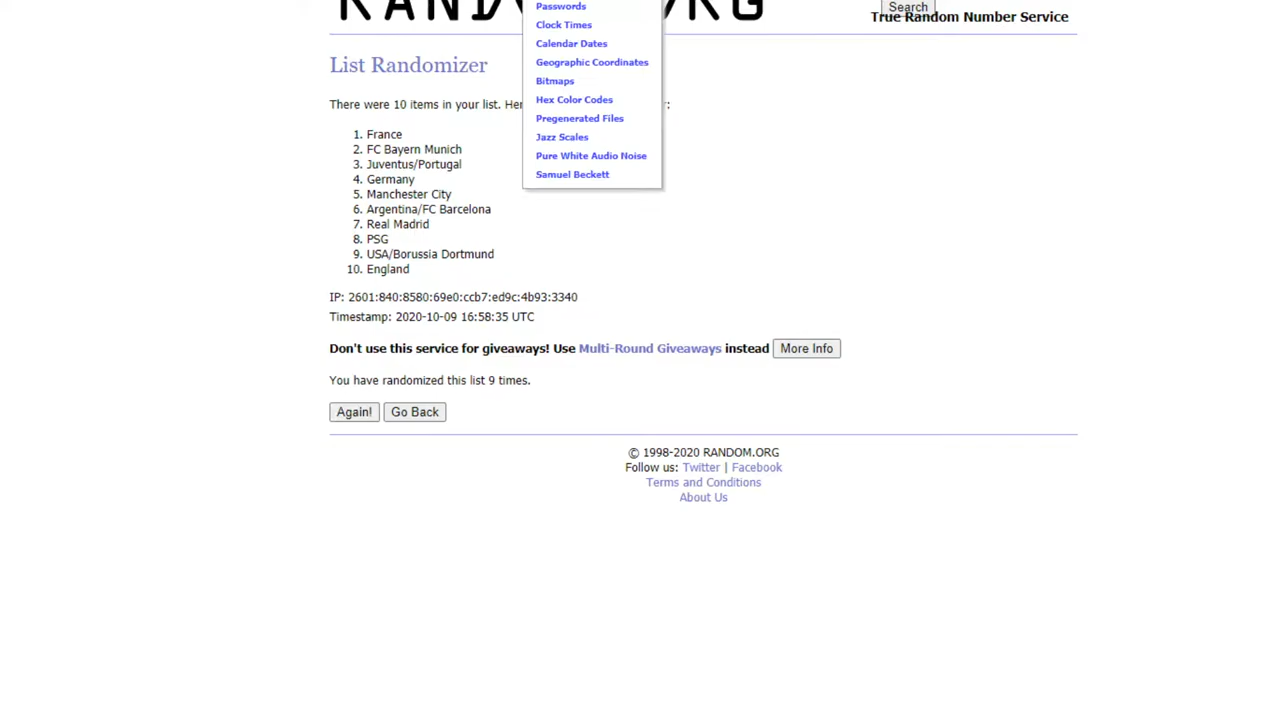 Passwords
Search
True Random Number Service
Clock Times
Calendar Dates
Geographic Coordinates
Bitmaps
Hex Color Codes
Pregenerated Files
Jazz Scales
Pure White Audio Noise
Samuel Beckett
List Randomizer
There were 10 items in your list. :
1. France
2. FC Bayern Munich
3. Juventus/Portugal
4. Germany
5. Manchester City
6. Argentina/FC Barcelona
7. Real Madrid
8. PSG
9. USA/Borussia Dortmund
10. England
IP: 2601:840:8580:69e0:ccb7:ed9c:4b93:3340
Timestamp: 2020-10-09 16:58:35 UTC
Don't use this service for giveaways! Use Multi-Round Giveaways instead More Info
You have randomized this list 9 times.
Again! Go Back
© 1998-2020 RANDOM.ORG
Follow us: Twitter | Facebook
Terms and Conditions
About Us